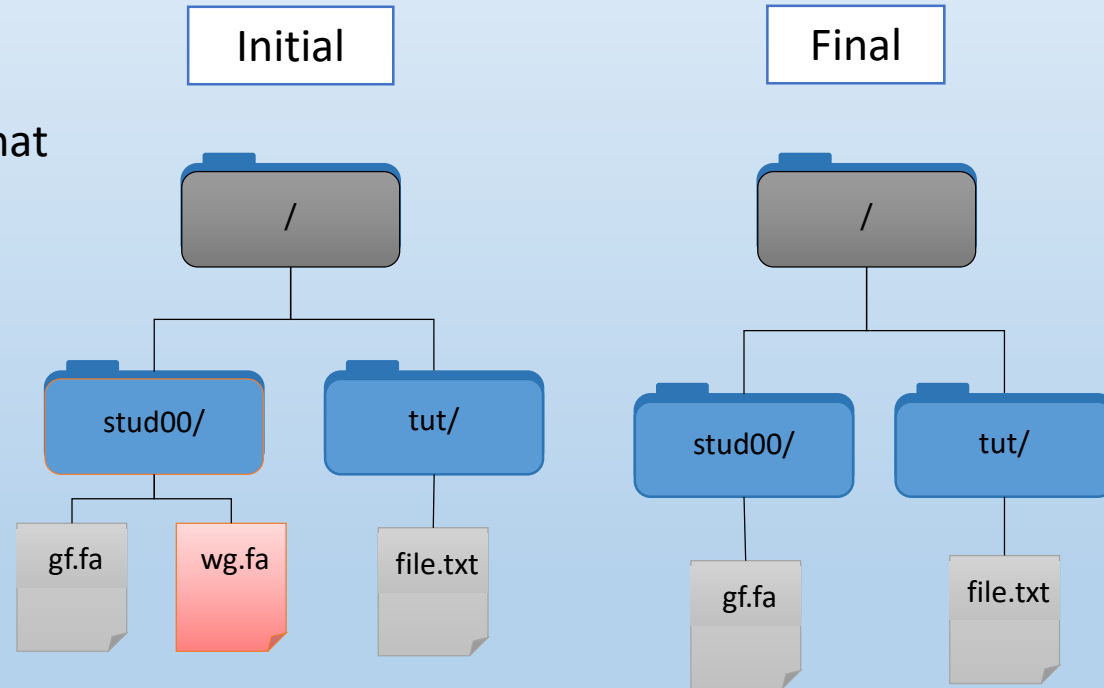 Initial
Final
hat
/
/
stud00/
tut/
stud00/
tut/
gf.fa
wg.fa
file.txt
gf.fa
file.txt